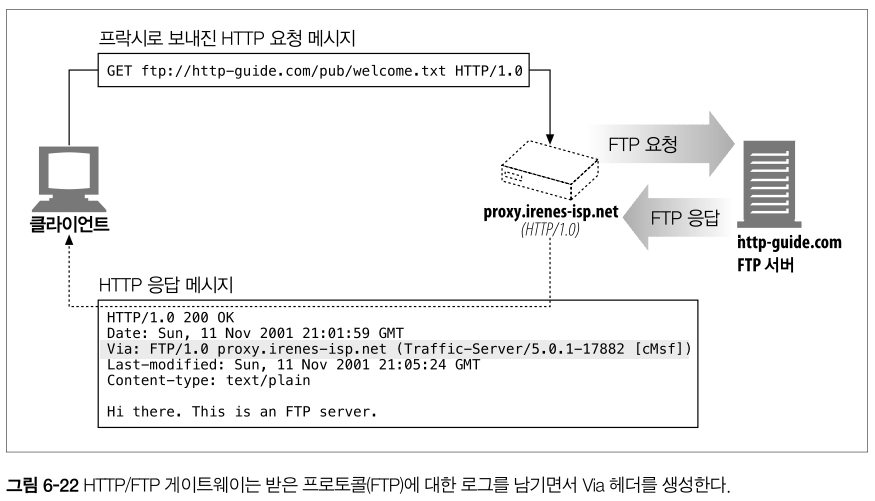 프락시로 보내진 HTTP 요청 메시지
GET ftp://http-guide.com/pub/welcome.txt HTTP/1.0
FTP 요청
클라이언트
proxy.irenes-isp.net
(HTTP/1.0)
FTP 응답
http-guide.com
FTP 서버
HTTP 응답 메시지
HTTP/1.0 200 OK
Date: Sun, 11 Nov 2001 21:01:59 GMT
Via: FTP/1.0 proxy.irenes-isp.net (Traffic-Server/5.0.1-17882 [cMsf])
Last-modified: Sun, 11 Nov 2001 21:05:24 GMT
Content-type: text/plain
Hi there. This is an FTP server.
그림 6-22 HTTP/FTP 게이트웨이는 받은 프로토콜(FTP)에 대한 로그를 남기면서 Via 헤더를 생성한다.